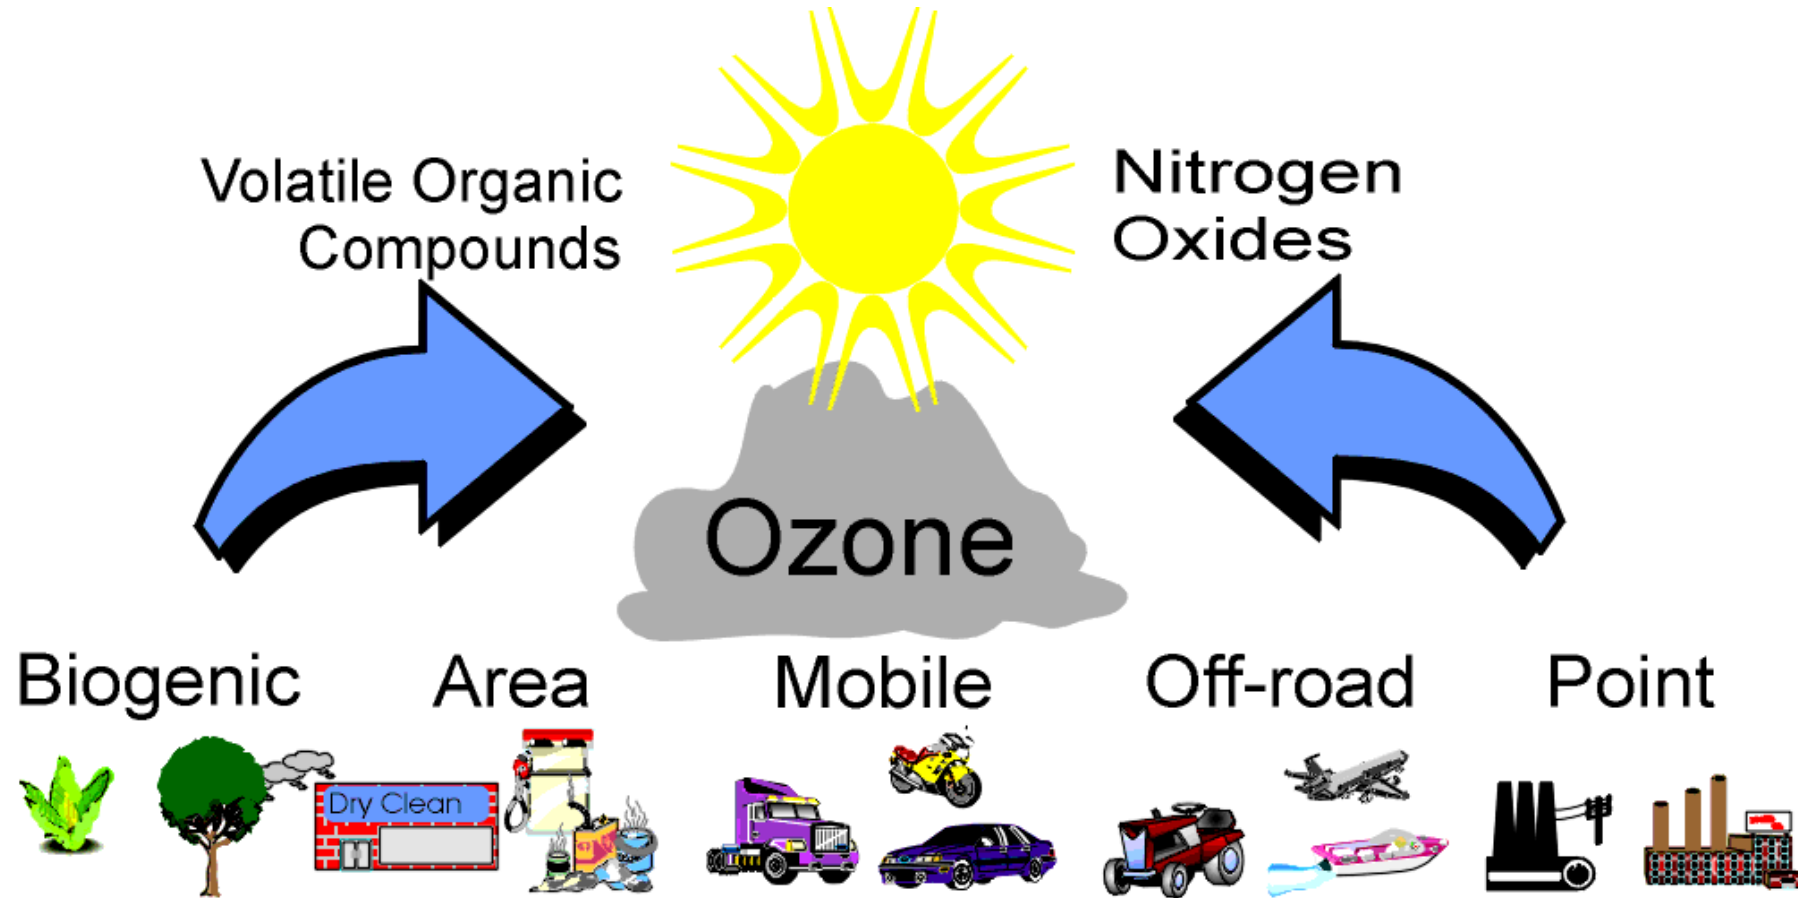 Volatile Organic
Compounds
Nitrogen
Oxides
Ozone
Biogenic
Area
Mobile
Off-road
Point
Dry Clean